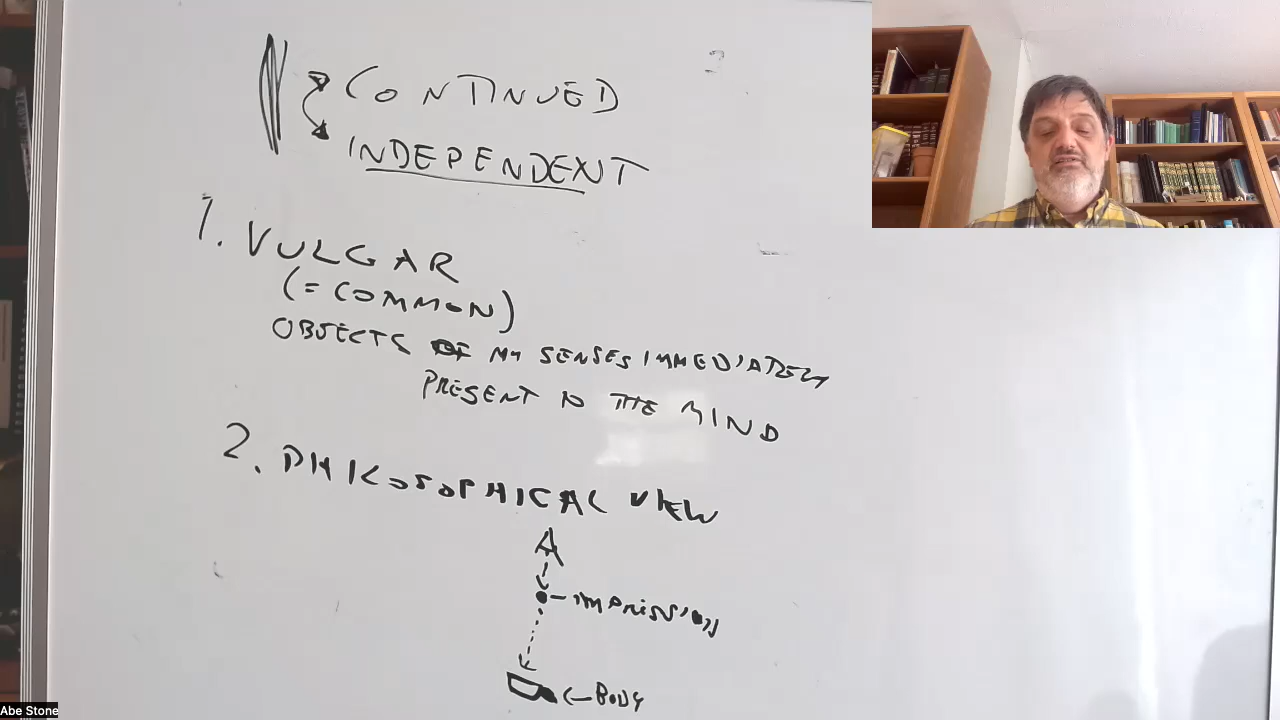 CONTINUED
INDEPENDENT
1. VULGAR
(= COMMON)
OBJECTS OF MY SENSES IMMEDIATELY
PRESENT TO THE MIND
2. PHILOSOPHICAL VIEW
A
IMPRISSION
BODY
Abe Stone